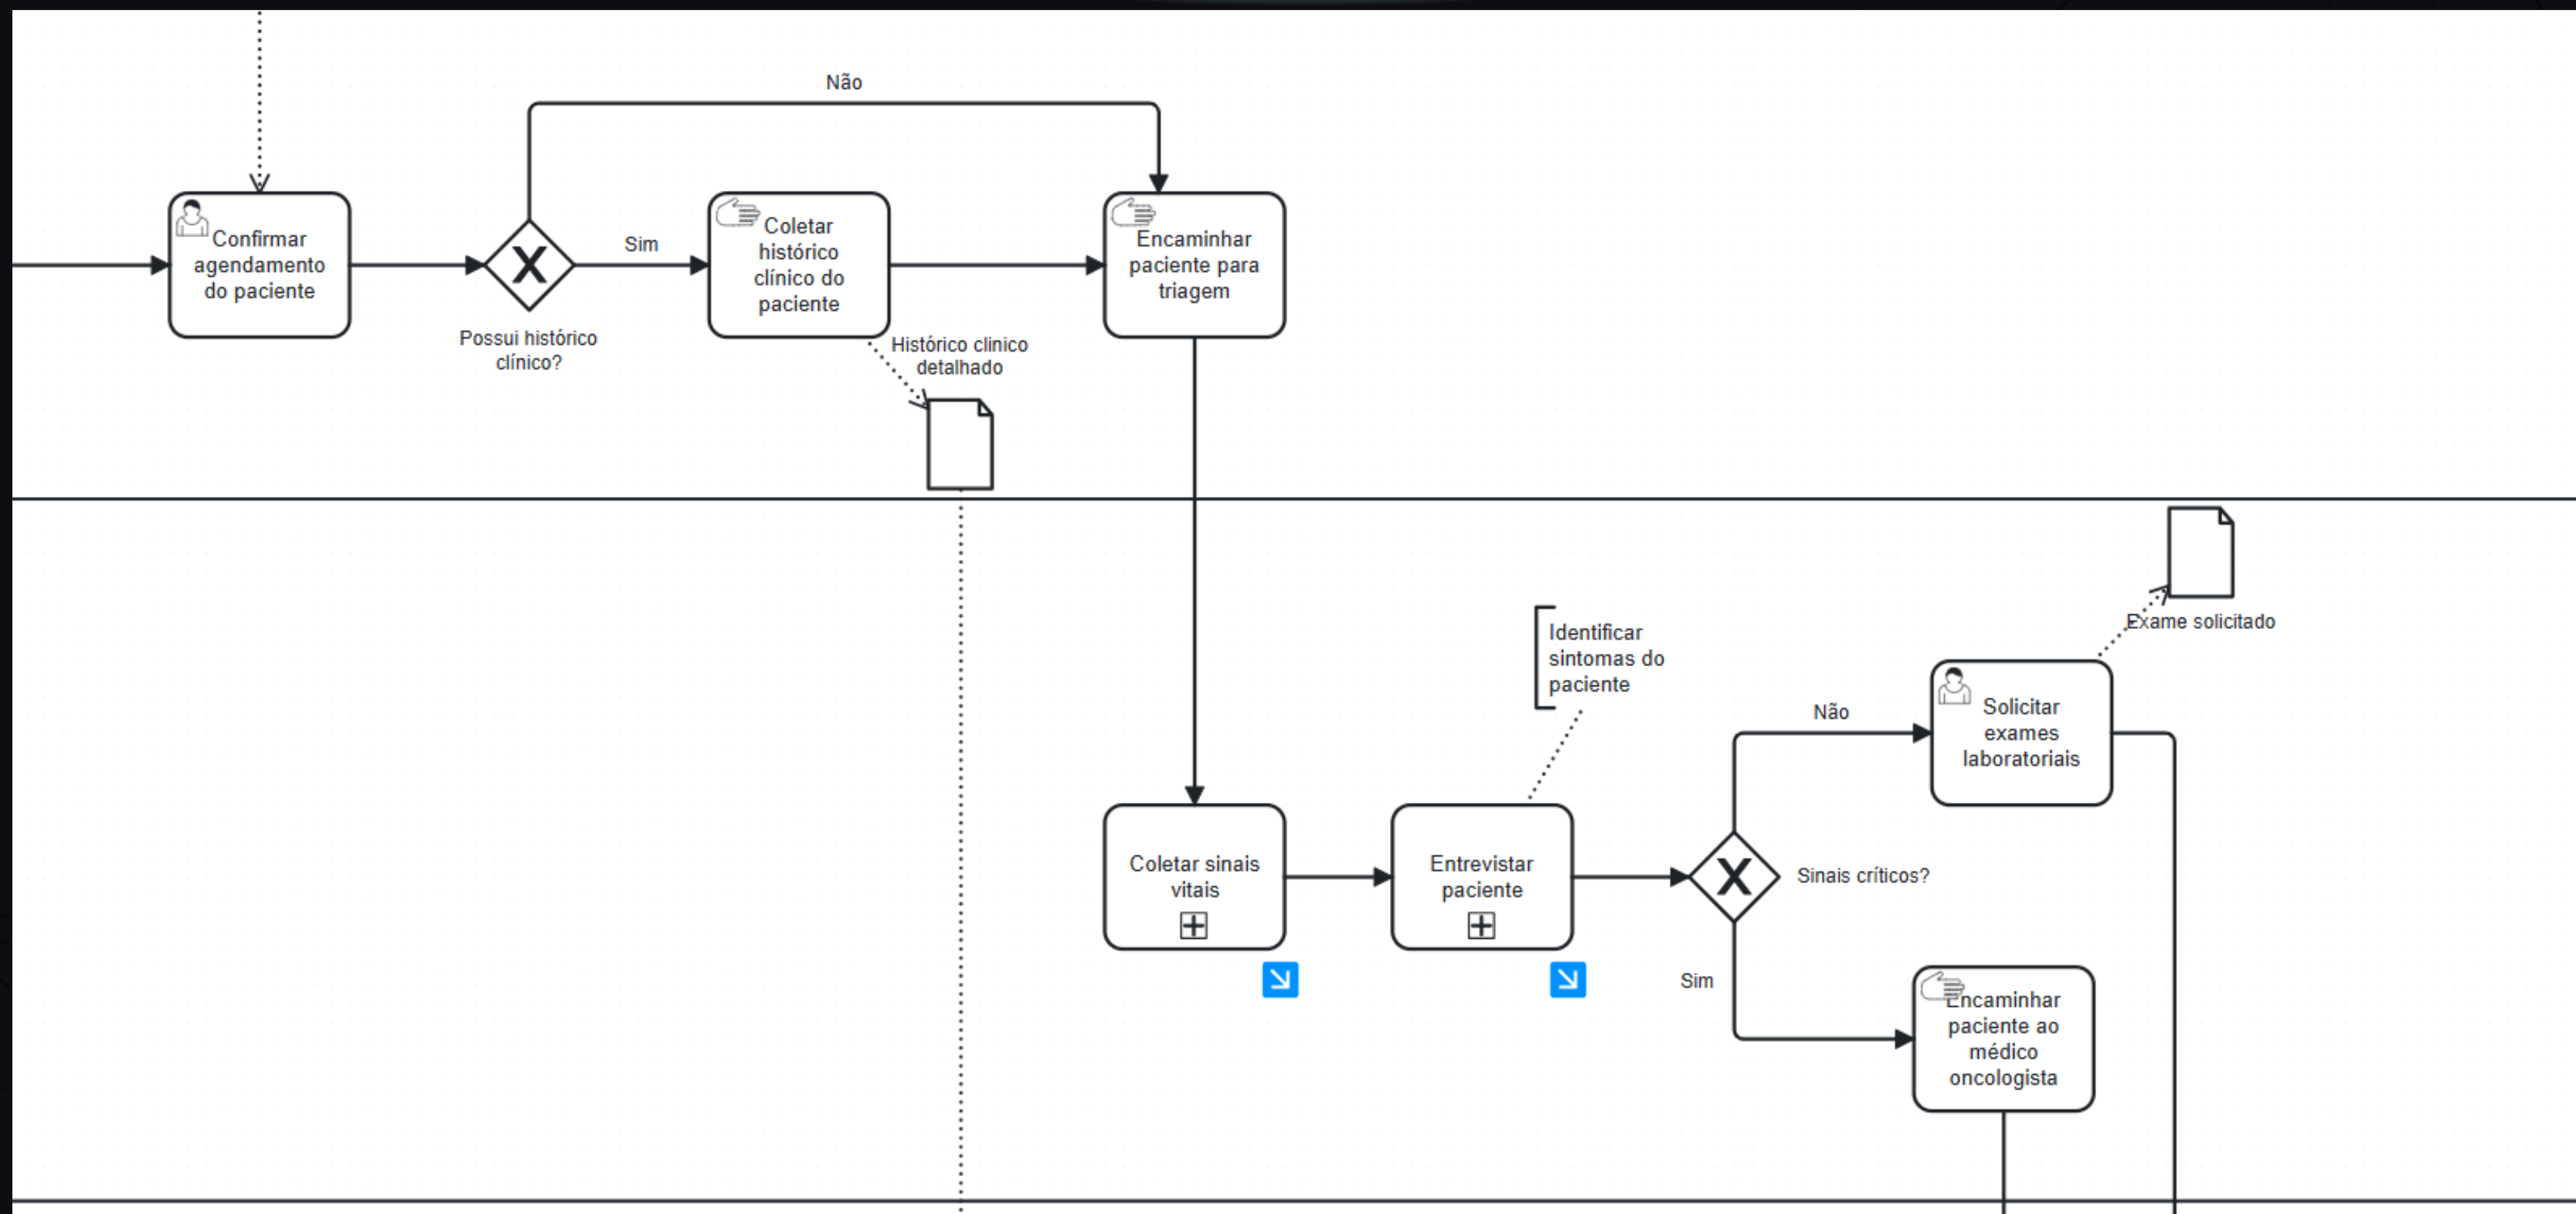 Não
Confirmar
agendamento
do paciente
Possui histórico
clínico?
Sim
Coletar
histórico
clínico do
paciente
Histórico clinico
detalhado
Encaminhar
paciente para
triagem
Coletar sinais
vitais
Identificar
sintomas do
paciente
Entrevistar
paciente
Sinais críticos?
Não
Solicitar
exames
laboratoriais
Exame solicitado
Sim
Encaminhar
paciente ao
médico
oncologista